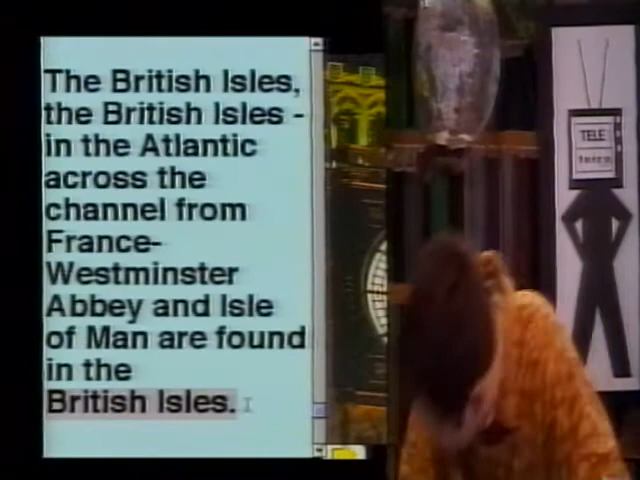 The British Isles,
the British Isles -
in the Atlantic
across the
channel from
France-
Westminster
Abbey and Isle
of Man are found
in the
British Isles.
TELE